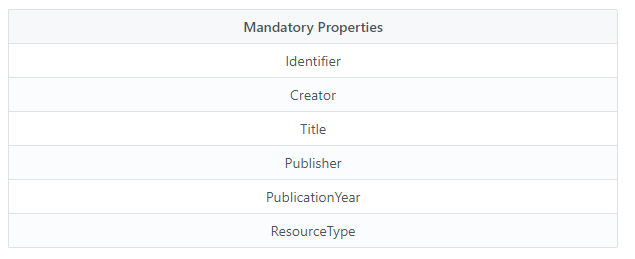 Mandatory Properties
Identifier
Creator
Title
Publisher
PublicationYear
ResourceType